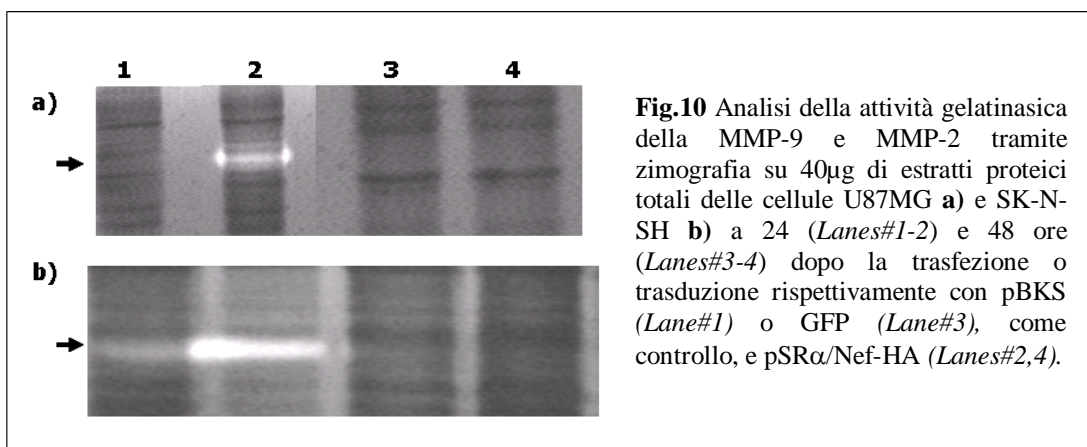 1 2 3 4
a)
b)
Fig.10 Analisi della attività gelatinasica
della MMP-9 e MMP-2 tramite
zimografia su 40µg di estratti proteici
totali delle cellule U87MG a) e SK-N-
SH b) a 24 (Lanes#1-2) e 48 ore
(Lanes#3-4) dopo la trasfezione o
trasduzione rispettivamente con pBKS
(Lane#1) o GFP (Lane#3), come
controllo, e pSRα/Nef-HA (Lanes#2,4).